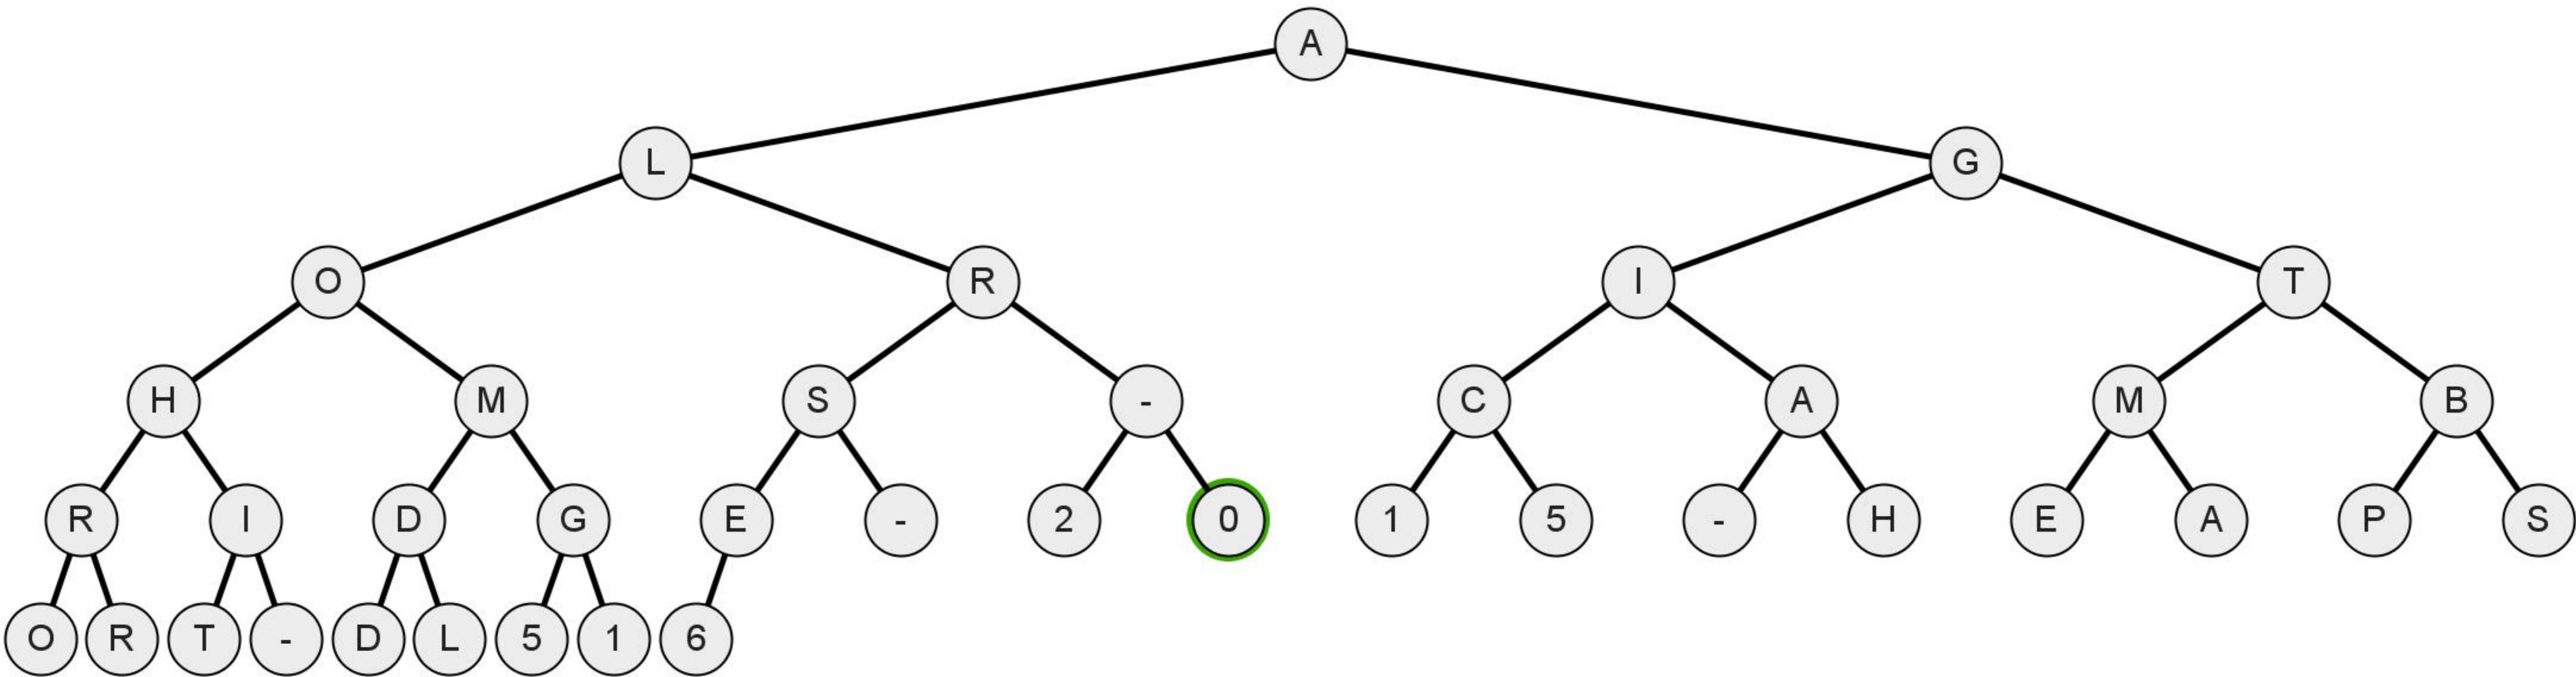 A
L G
O R I T
H M S - C A M B
R I D G E - 2 0 1 5 - H E A P S
O R T - D L 5 1 6